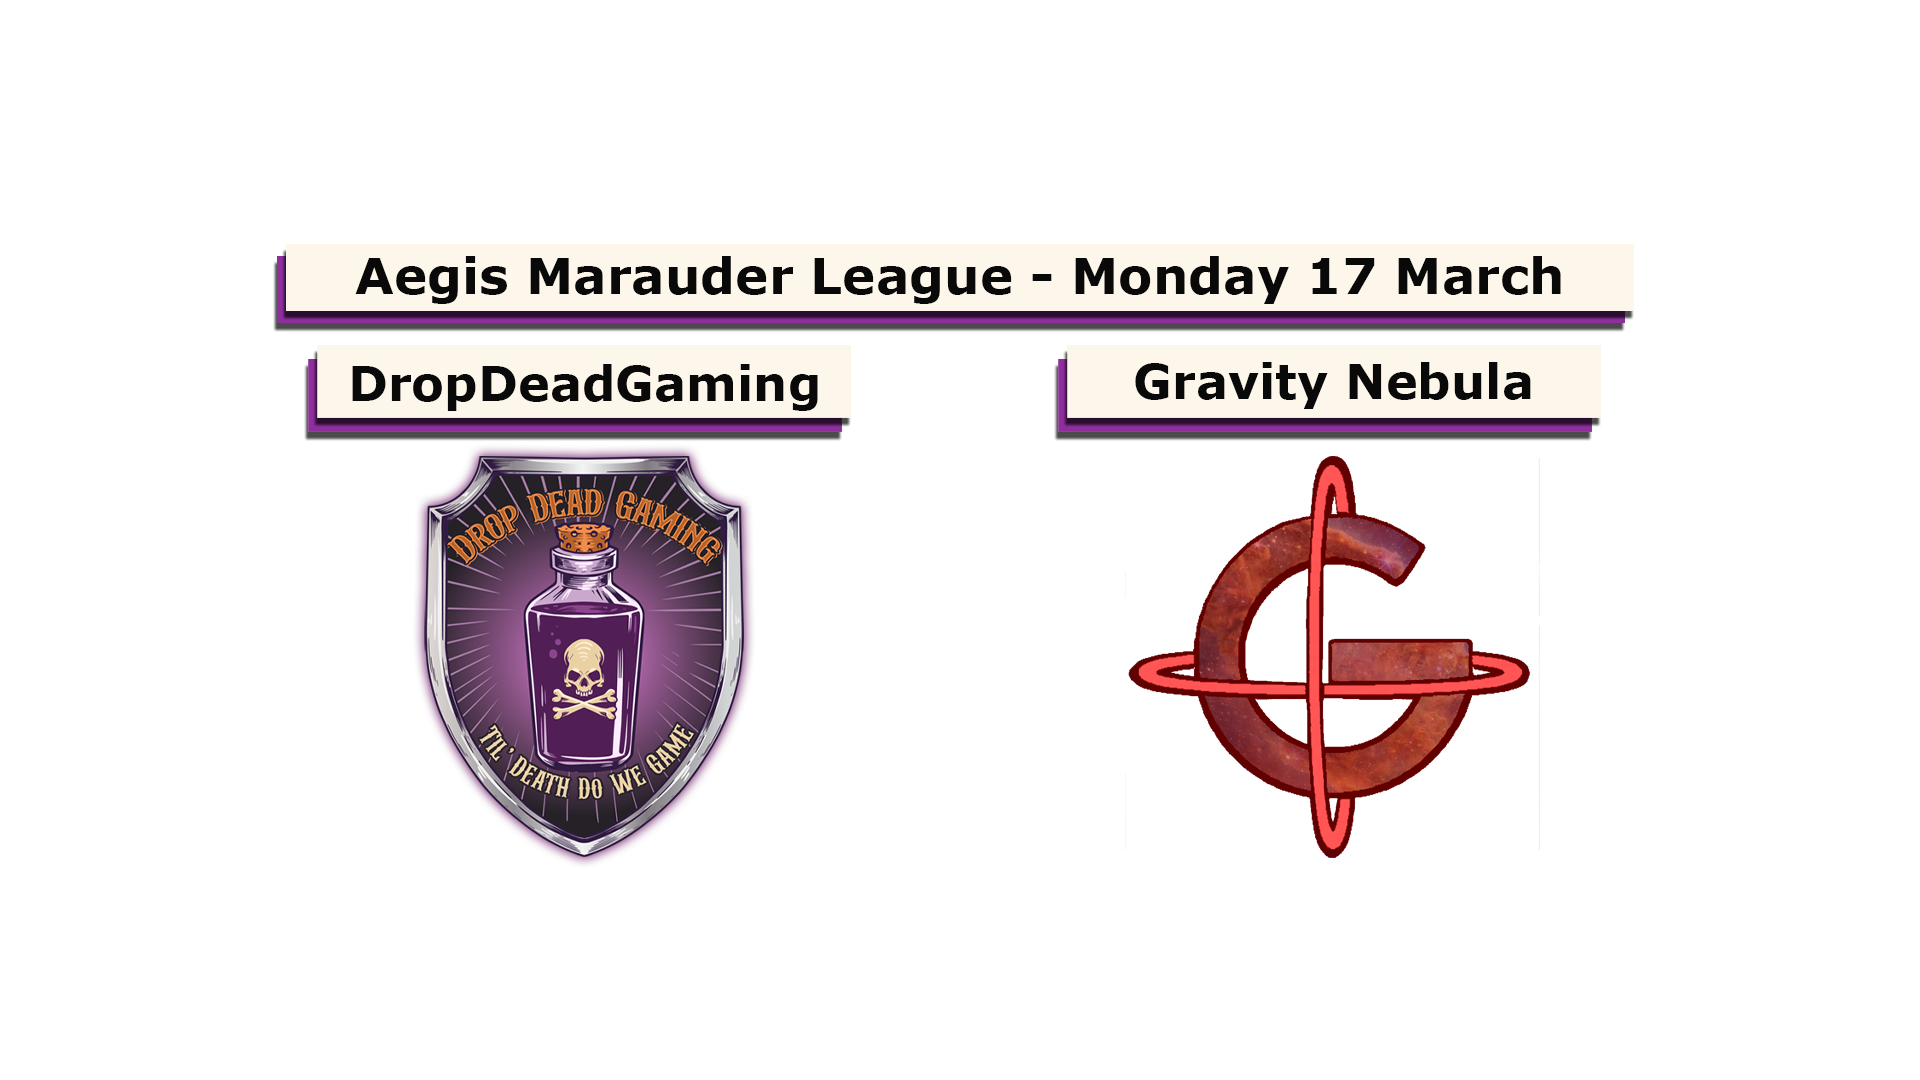 Aegis Marauder League - Monday 17 March
DropDeadGaming
Gravity Nebula
DROP DEAD GAMING
TIL' DEATH DO WE GAME